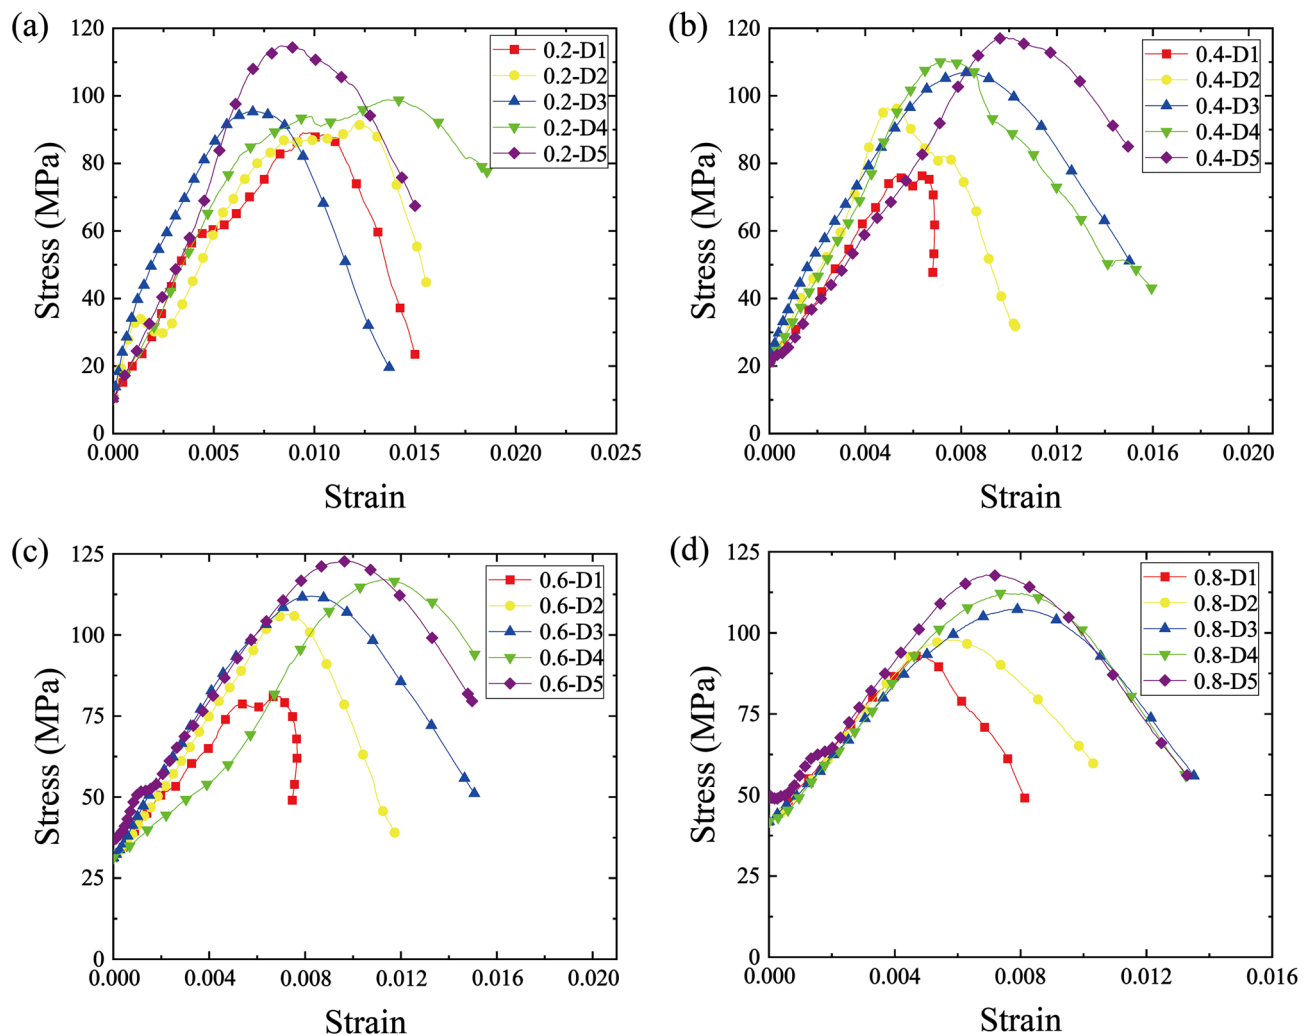 (a)
120
100
80
60
40
20
0
Stress (MPa)
0.2-D1
0.2-D2
0.2-D3
0.2-D4
0.2-D5
0.000 0.005 0.010 0.015 0.020 0.025
Strain
(b)
120
100
80
60
40
20
0
Stress (MPa)
0.4-D1
0.4-D2
0.4-D3
0.4-D4
0.4-D5
0.000 0.004 0.008 0.012 0.016 0.020
Strain
(c)
125
100
75
50
25
0
Stress (MPa)
0.6-D1
0.6-D2
0.6-D3
0.6-D4
0.6-D5
0.000 0.004 0.008 0.012 0.016 0.020
Strain
(d)
125
100
75
50
25
0
Stress (MPa)
0.8-D1
0.8-D2
0.8-D3
0.8-D4
0.8-D5
0.000 0.004 0.008 0.012 0.016
Strain